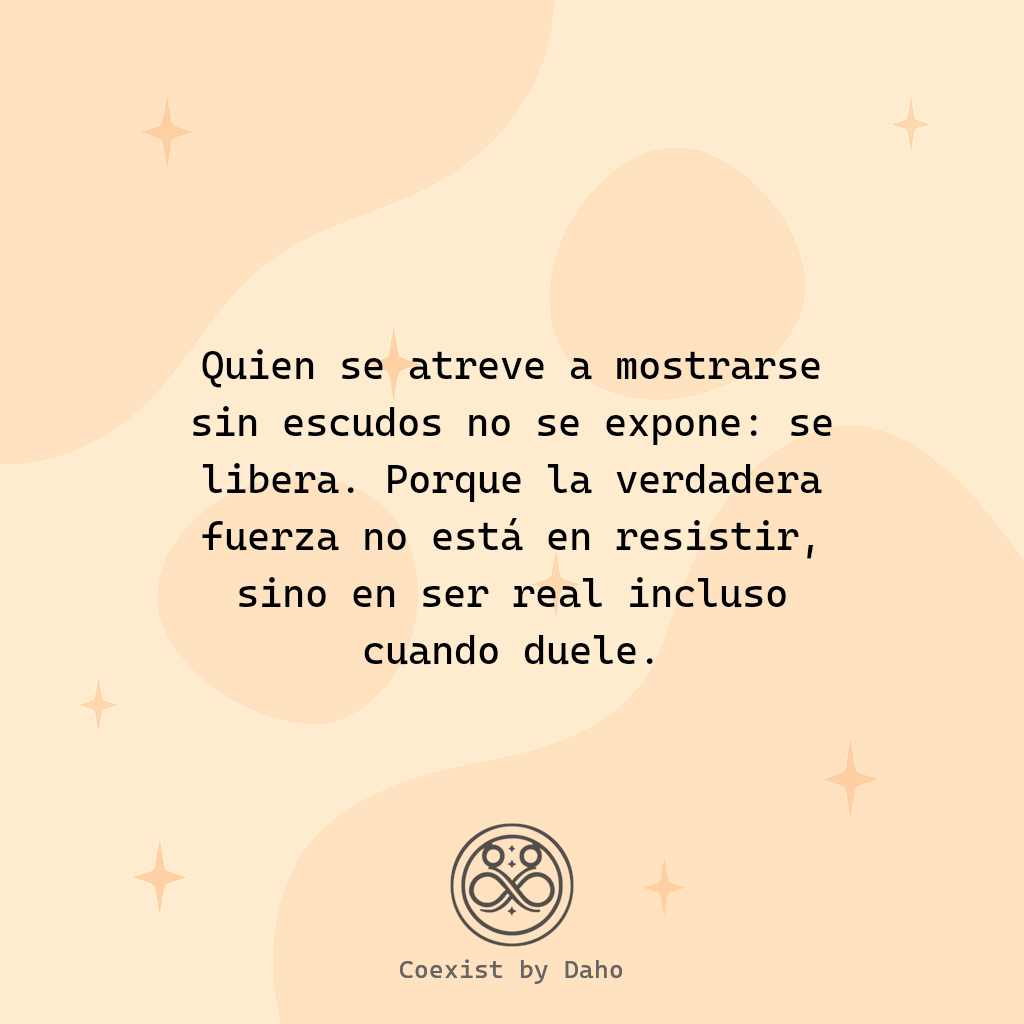 Quien se atreve a mostrarse
sin escudos no se expone: se
libera. Porque la verdadera
fuerza no está en resistir,
sino en ser real incluso
cuando duele.
Coexist by Daho